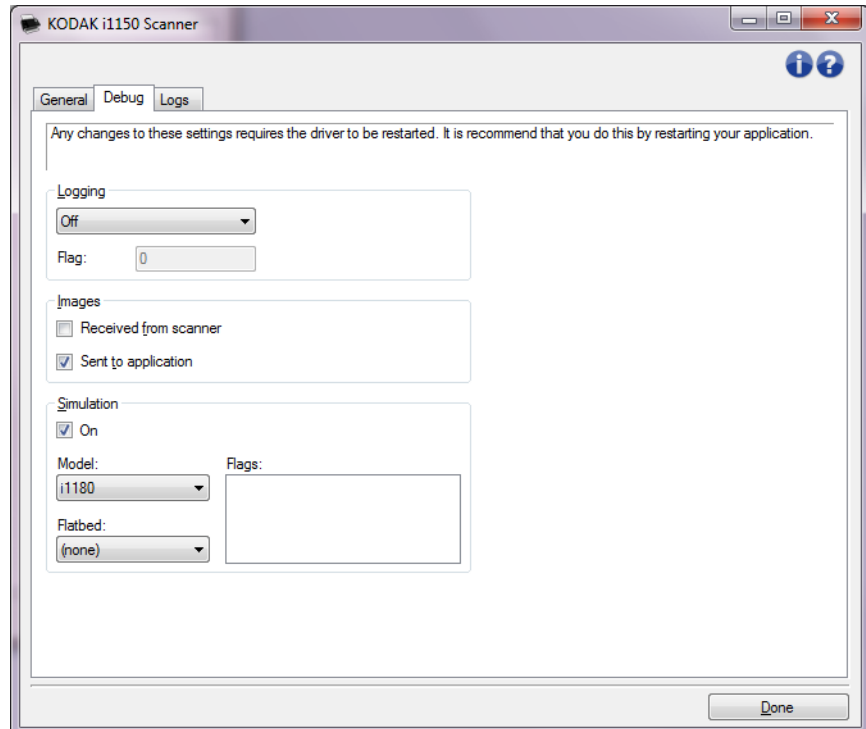 KODAK i1150 Scanner
General Debug Logs
Any changes to these settings requires the driver to be restarted. It is recommend that you do this by restarting your application.
Logging
Off
Flag: 0
Images
Received from scanner
Sent to application
Simulation
On
Model: Flags:
i1180
Flatbed:
(none)
Done